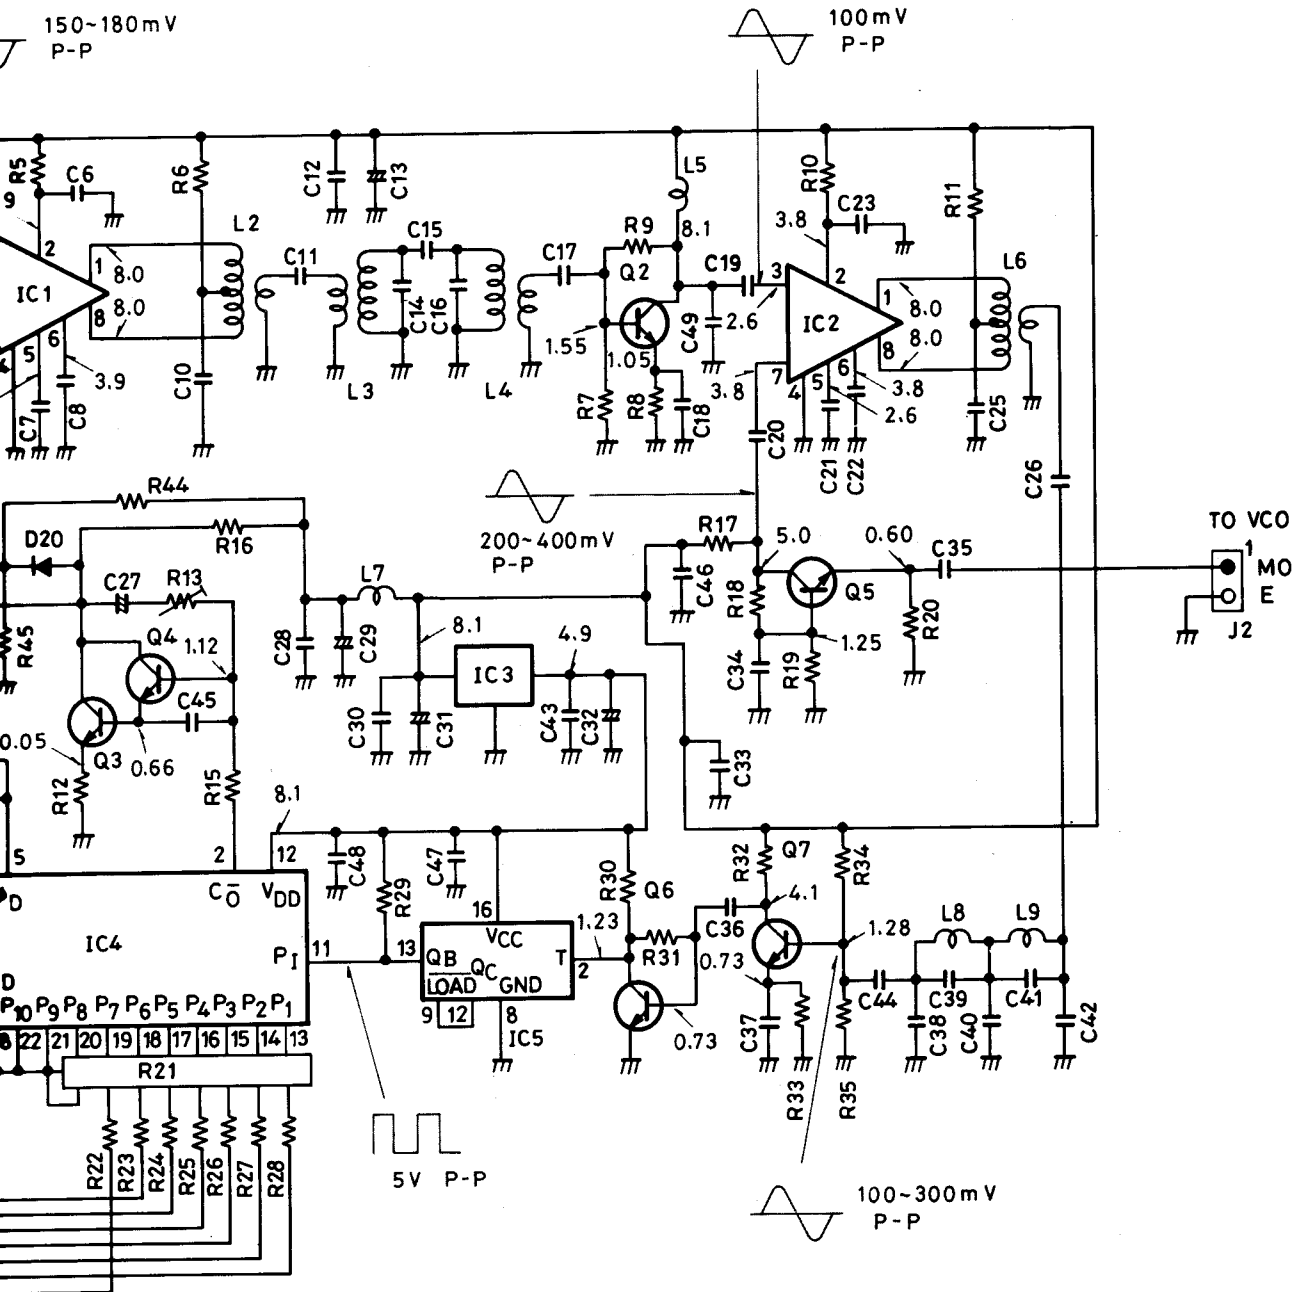 150~180mV
P-P
100mV
P-P
R5
C6
9
2
R6
L2
C12
C13
L5
8.1
R9
Q2
R10
C23
3.8
2
R11
L6
IC1
1
8.0
8.0
8
5
6
3.9
C7
C8
C10
C11
L3
C14
C15
C16
L4
C17
1.55
1.05
R7
R8
C18
C19
C49
2.6
3
IC2
1
8.0
8.0
8
7
3.8
4
5
6
3.8
2.6
C20
C21
C22
C25
C26
R44
D20
R16
C27
R13
R45
Q4
1.12
C45
Q3
0.05
0.66
R12
R15
200~400mV
P-P
L7
C28
C29
8.1
IC3
4.9
C30
C31
C43
C32
R17
C46
5.0
R18
Q5
0.60
C35
1.25
R20
C34
R19
C33
TO VCO
1
MO
E
J2
8.1
5
2
12
D
CO
VDD
IC4
PI
11
C48
R29
C47
16
13
VCC
QB
QC
T
LOAD
GND
9
12
8
IC5
2
1.23
R30
Q6
R31
0.73
C36
R32
Q7
4.1
0.73
R34
1.28
C37
R33
R35
C44
L8
L9
C39
C41
C38
C40
C42
D
P10 P9 P8 P7 P6 P5 P4 P3 P2 P1
22 21 20 19 18 17 16 15 14 13
R21
R22
R23
R24
R25
R26
R27
R28
5V P-P
100~300mV
P-P